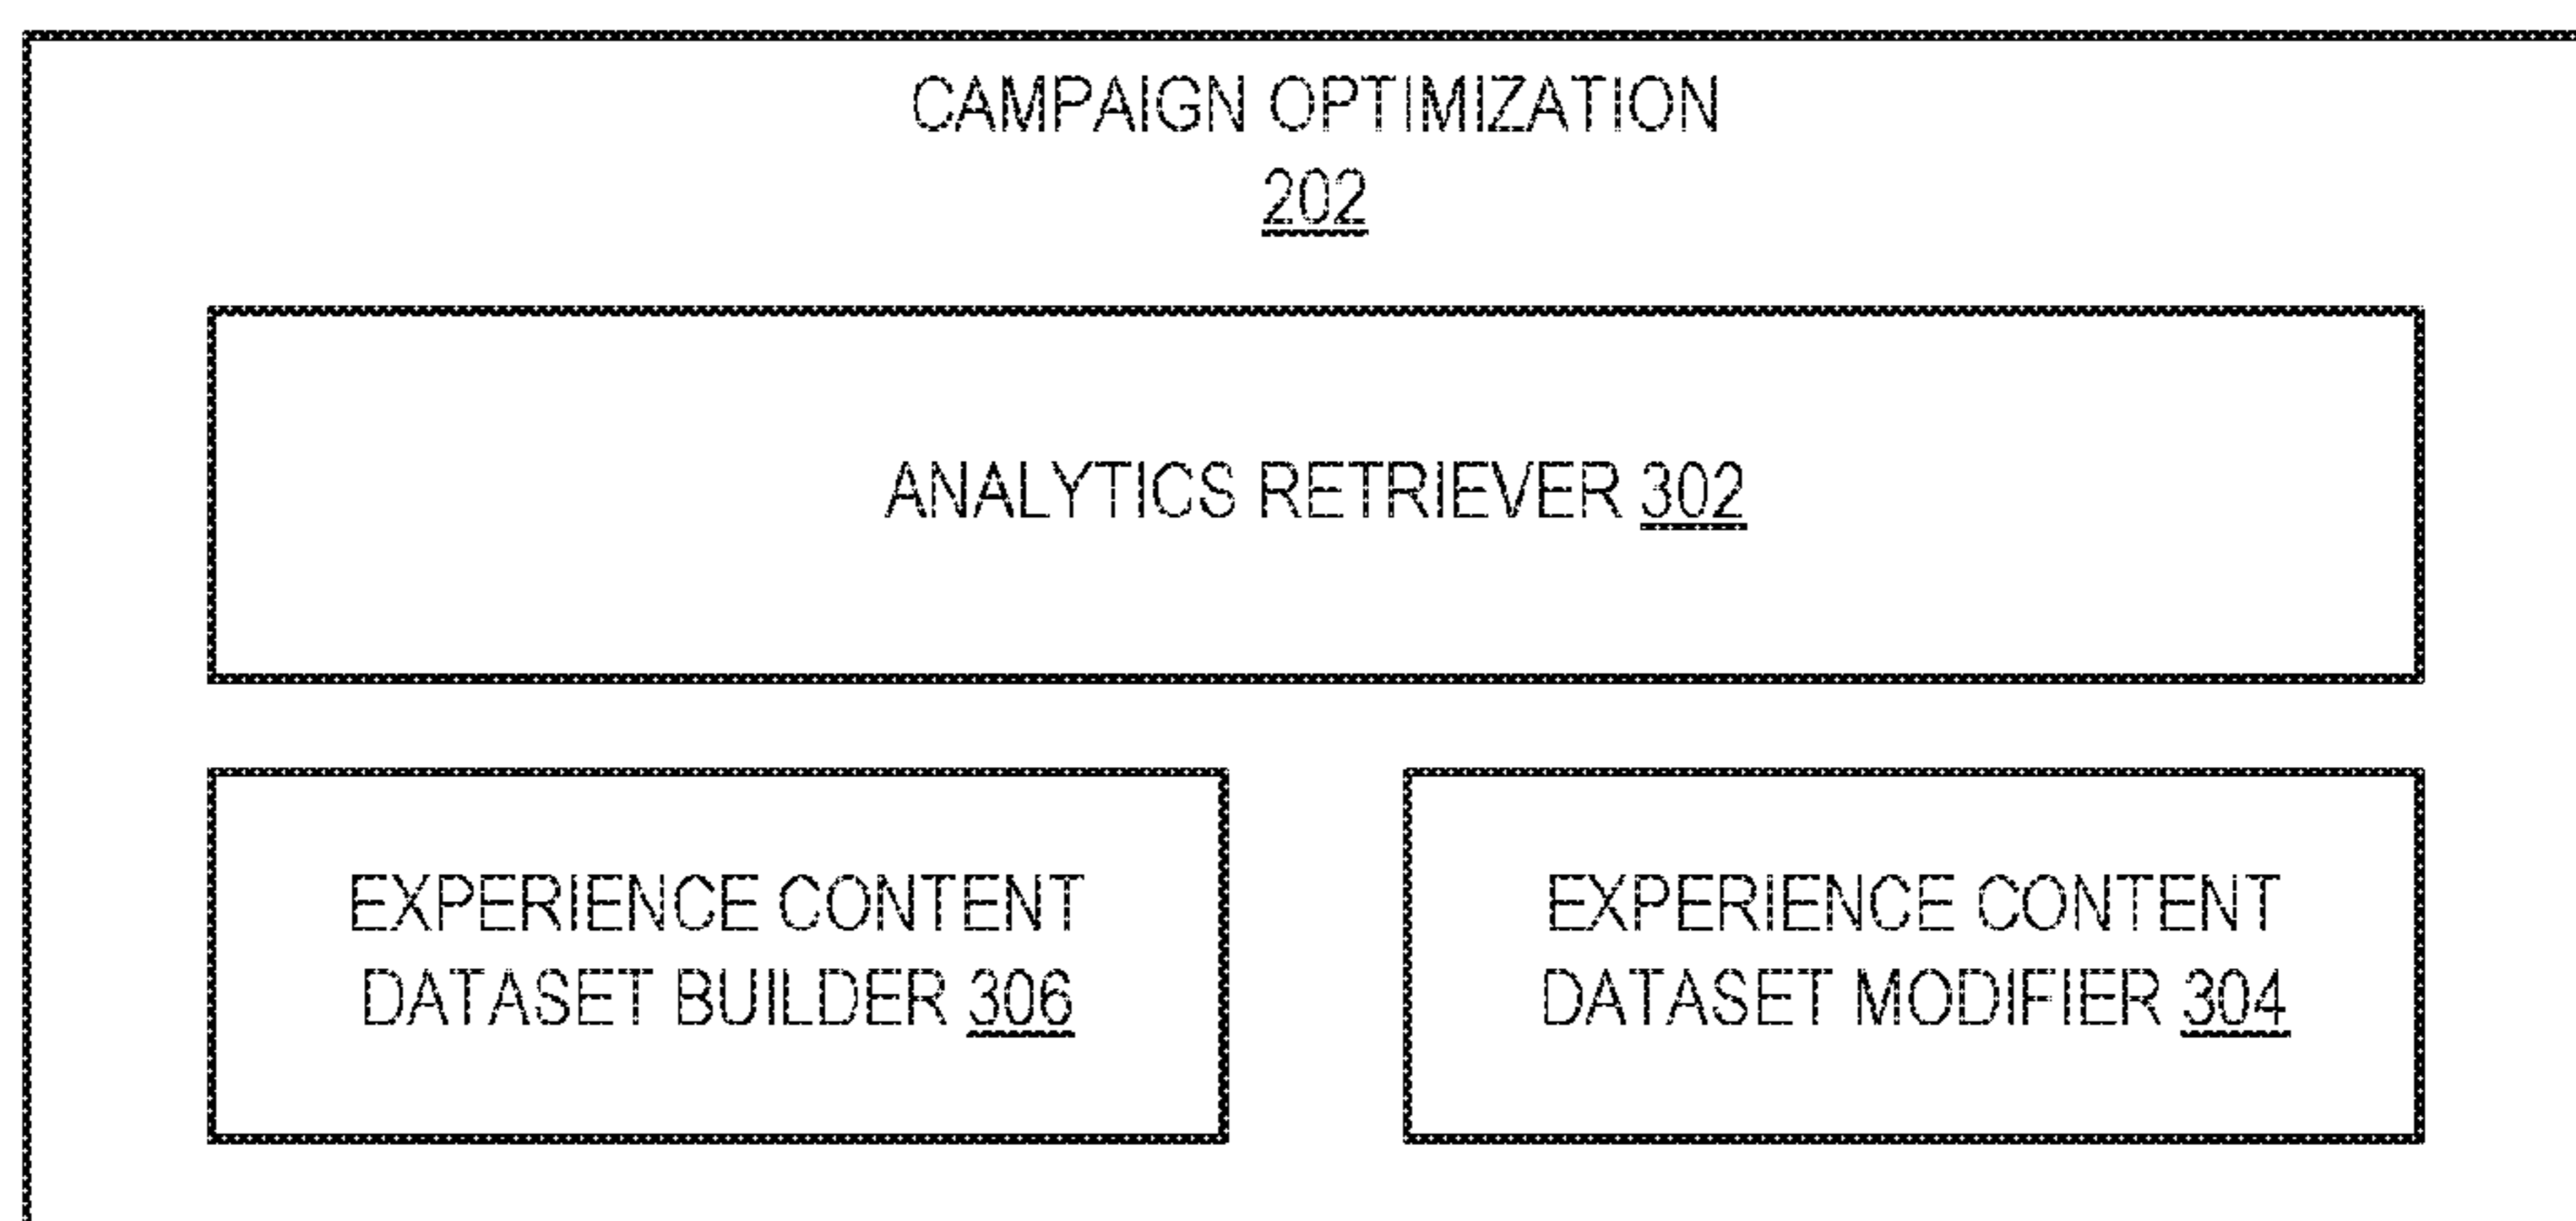 CAMPAIGN OPTIMIZATION
202
ANALYTICS RETRIEVER 302
EXPERIENCE CONTENT
DATASET BUILDER 306
EXPERIENCE CONTENT
DATASET MODIFIER 304